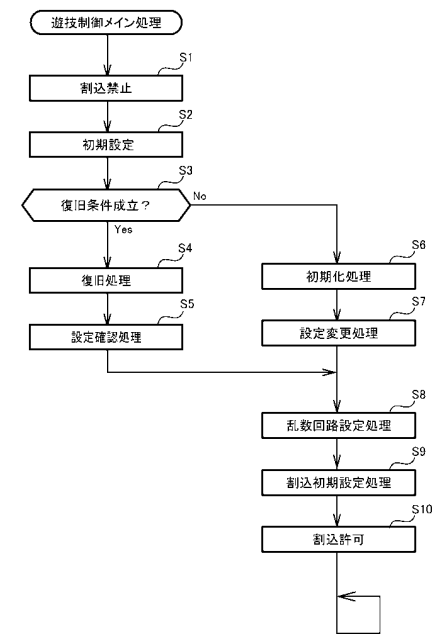 遊技制御メイン処理
S1
割込禁止
S2
初期設定
S3
復旧条件成立？
No
Yes
S4
復旧処理
S5
設定確認処理
S6
初期化処理
S7
設定変更処理
S8
乱数回路設定処理
S9
割込初期設定処理
S10
割込許可